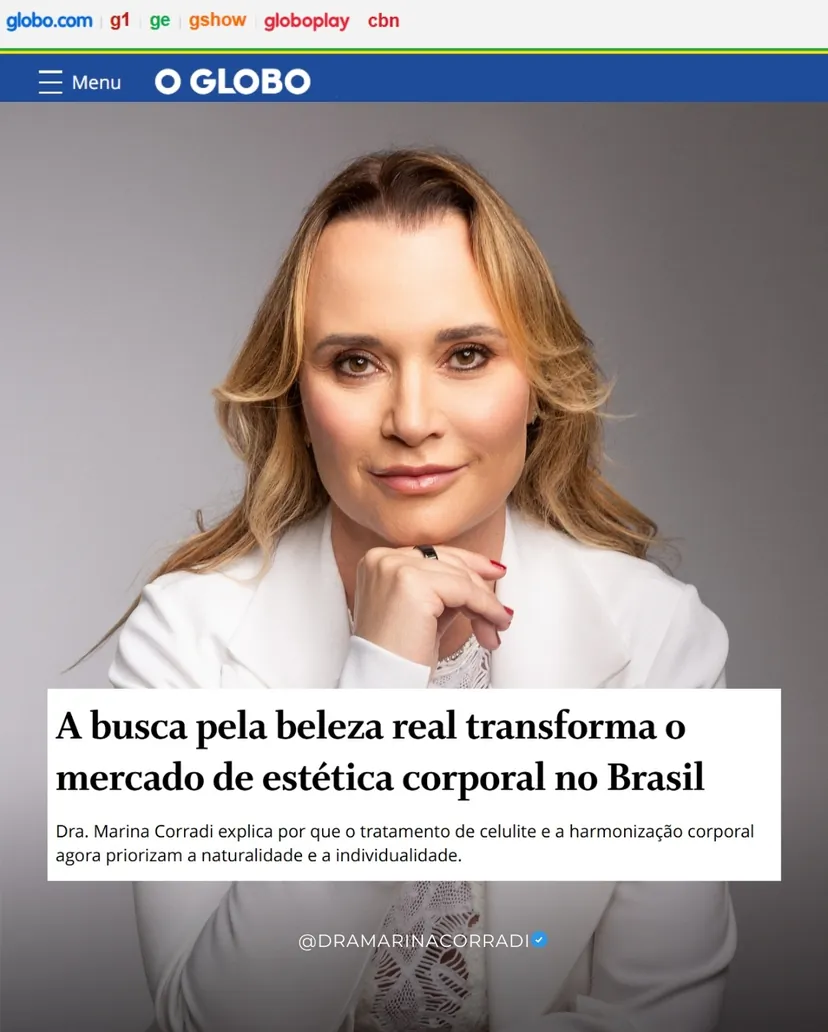 globo.com g1 ge gshow globoplay cbn
Menu O GLOBO
A busca pela beleza real transforma o
mercado de estética corporal no Brasil
Dra. Marina Corradi explica por que o tratamento de celulite e a harmonização corporal
agora priorizam a naturalidade e a individualidade.
@DRAMARINACORRADI